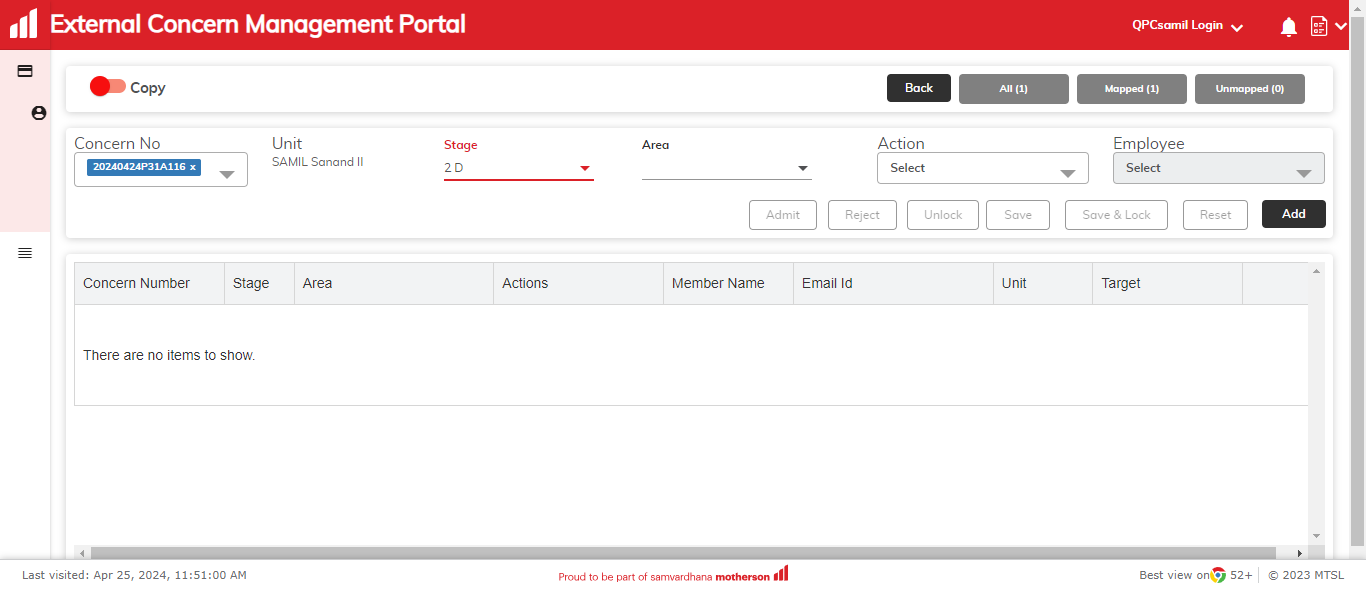 External Concern Management Portal
QPCsamil Login
Copy
Back
All (1)
Mapped (1)
Unmapped (0)
Concern No
Unit
Stage
Area
Action
Employee
20240424P31A116 x
SAMIL Sanand II
2 D
Select
Select
Admit
Reject
Unlock
Save
Save & Lock
Reset
Add
Concern Number
Stage
Area
Actions
Member Name
Email Id
Unit
Target
There are no items to show.
Last visited: Apr 25, 2024, 11:51:00 AM
Proud to be part of samvardhana motherson
Best view on 52+
© 2023 MTSL